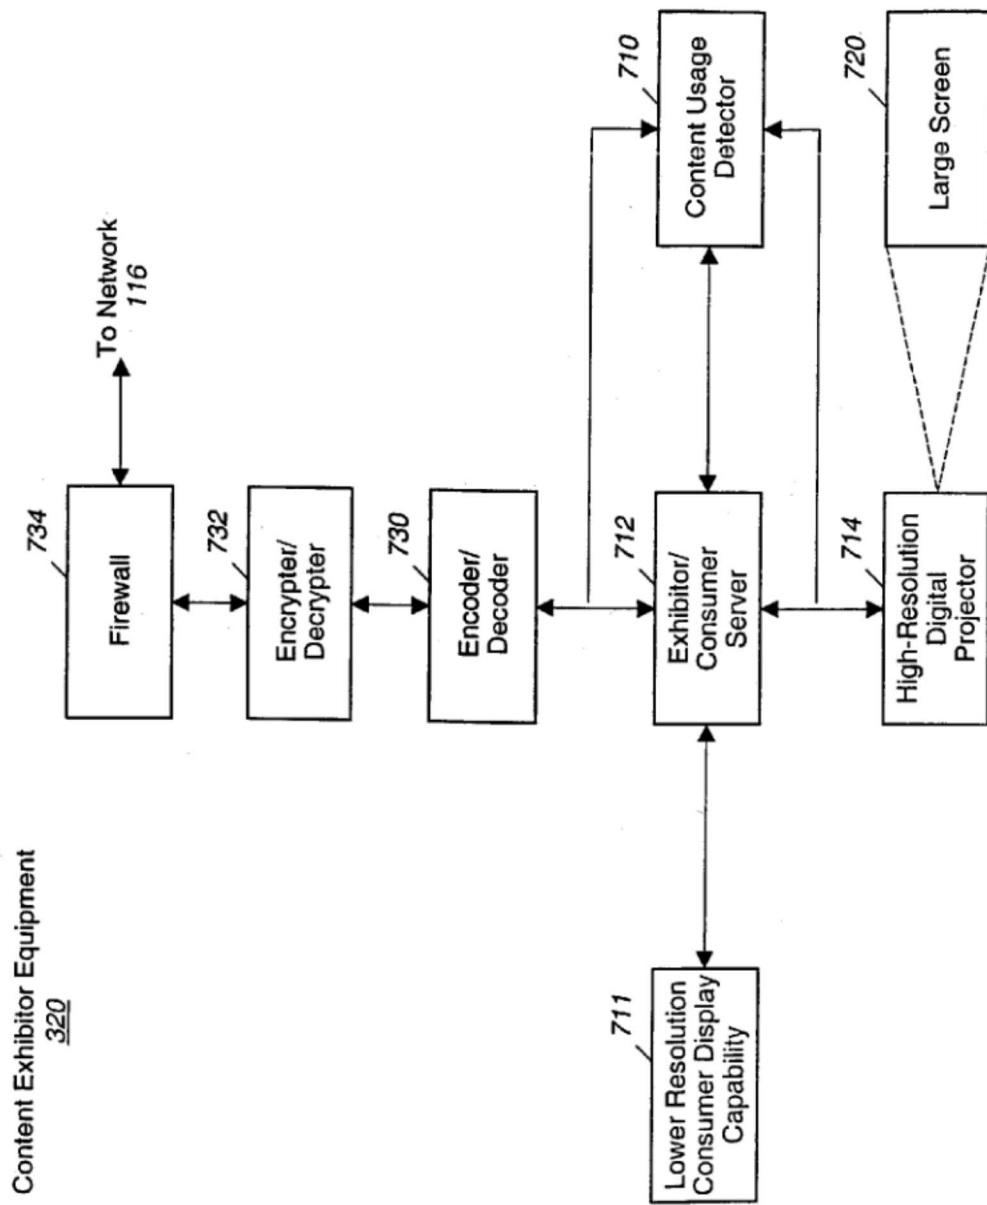 Content Exhibitor Equipment
320
734
Firewall
To Network
116
732
Encrypter/
Decrypter
730
Encoder/
Decoder
711
Lower Resolution
Consumer Display
Capability
712
Exhibitor/
Consumer
Server
710
Content Usage
Detector
714
High-Resolution
Digital
Projector
720
Large Screen